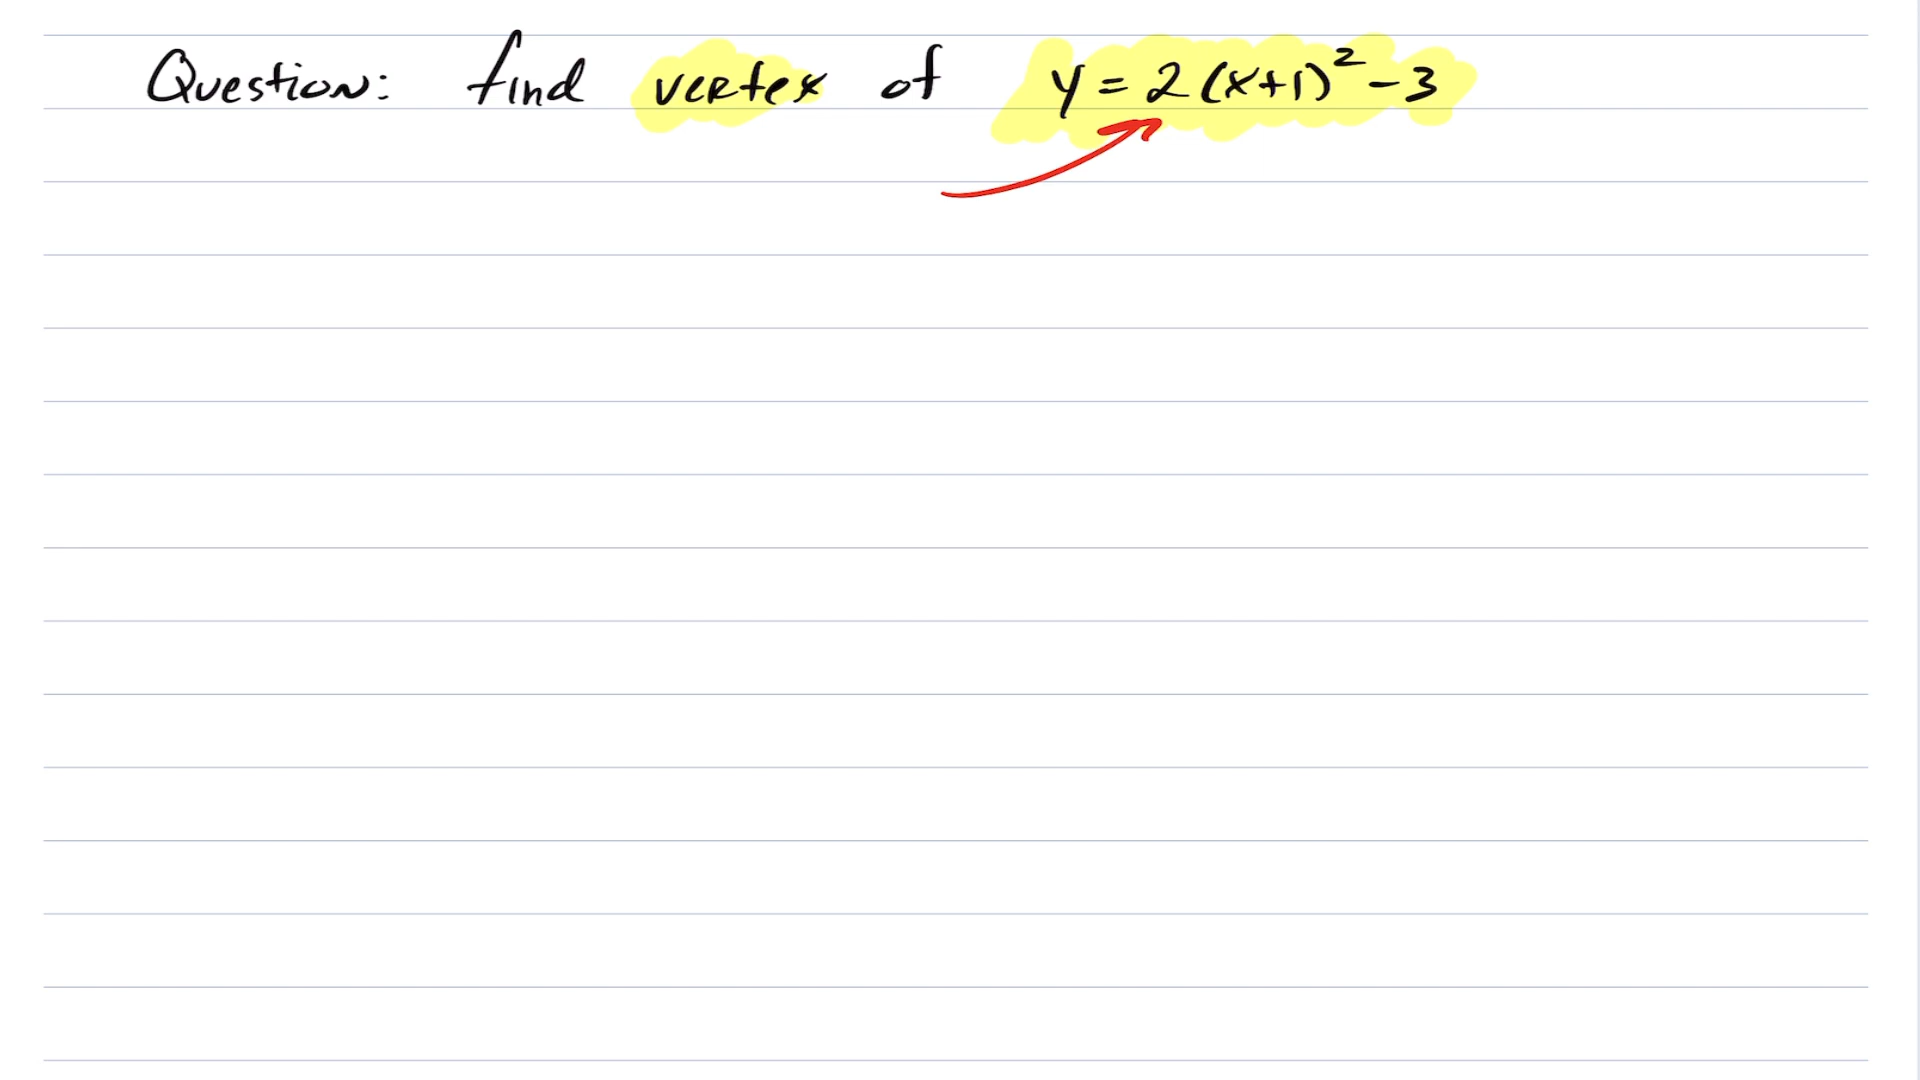 Question: find vertex of y = 2(x+1)² - 3